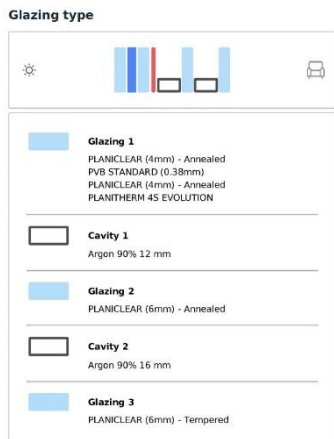 Glazing type
Glazing 1
PLANICLEAR (4mm) - Annealed
PVB STANDARD (0.38mm)
PLANICLEAR (4mm) - Annealed
PLANITHERM 4S EVOLUTION
Cavity 1
Argon 90% 12 mm
Glazing 2
PLANICLEAR (6mm) - Annealed
Cavity 2
Argon 90% 16 mm
Glazing 3
PLANICLEAR (6mm) - Tempered